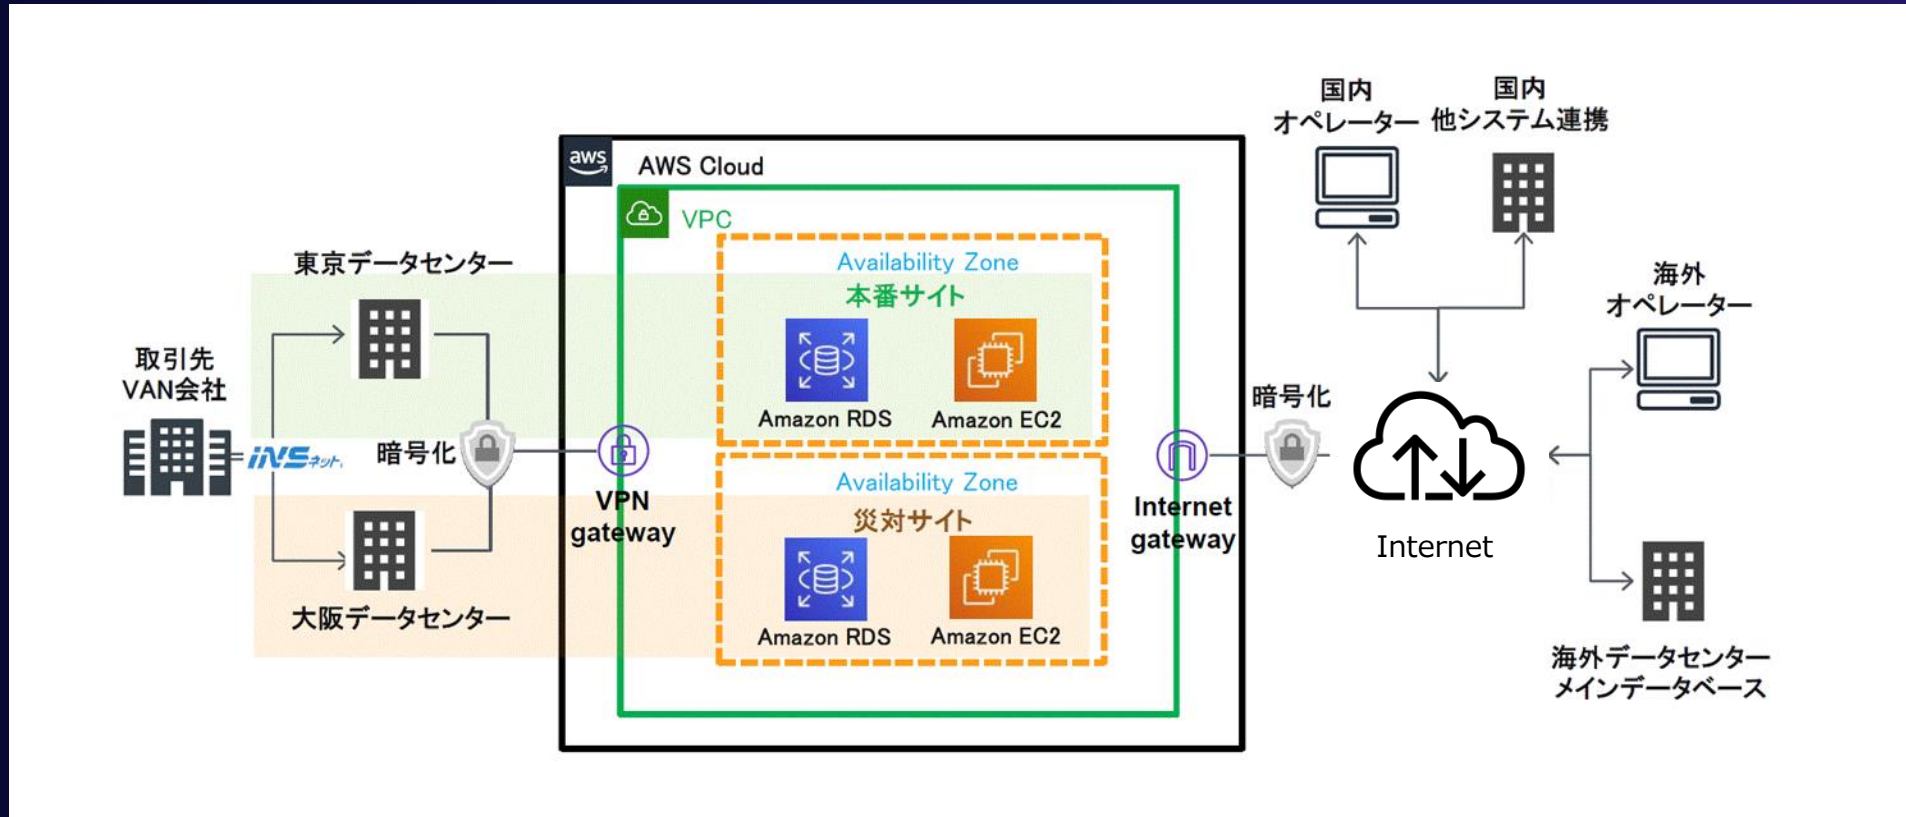 国内
オペレーター
国内
他システム連携
aws
AWS Cloud
VPC
東京データセンター
Availability Zone
本番サイト
海外
オペレーター
取引先
VAN会社
Amazon RDS
Amazon EC2
暗号化
INSネット
暗号化
VPN
gateway
Availability Zone
災対サイト
Internet
gateway
Internet
大阪データセンター
Amazon RDS
Amazon EC2
海外データセンター
メインデータベース